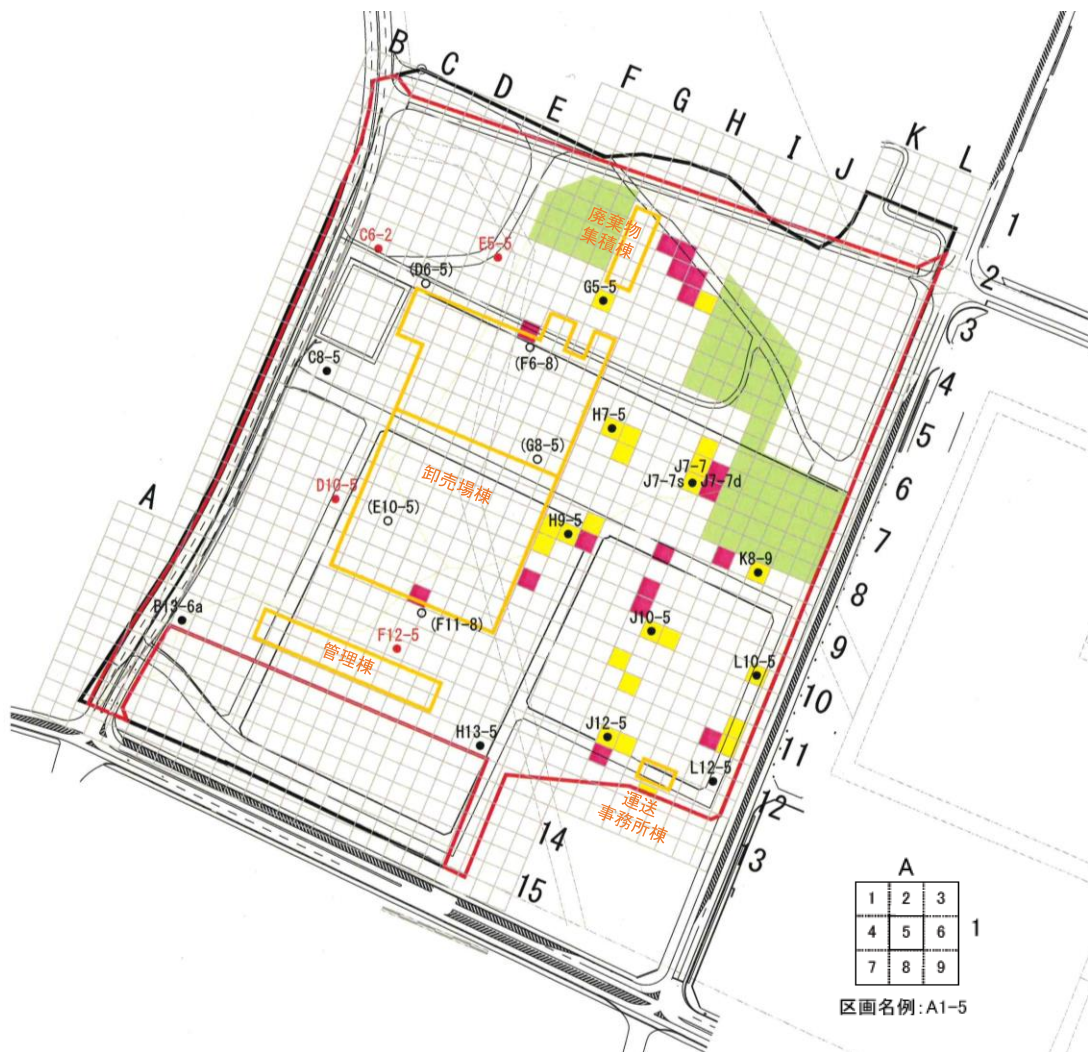 B
C
D
E
F
G
H
I
J
K
L
1
2
3
4
5
6
7
8
9
10
11
12
13
14
15
A
廃棄物
集積棟
C6-2
E5-5
(D6-5)
G5-5
(F6-8)
C8-5
H7-5
(G8-5)
J7-7
J7-7s
J7-7d
卸売場棟
D10-5
(E10-5)
H9-5
K8-9
B13-6a
(F11-8)
J10-5
F12-5
管理棟
L10-5
H13-5
J12-5
L12-5
運送
事務所棟
A
1 2 3
4 5 6
7 8 9
1
区画名例:A1-5